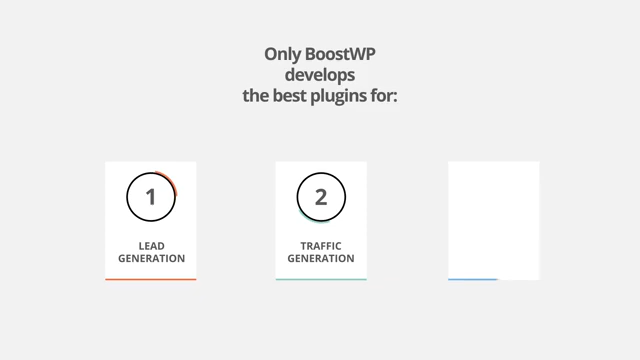 Only BoostWP
develops
the best plugins for:
1
LEAD
GENERATION
2
TRAFFIC
GENERATION